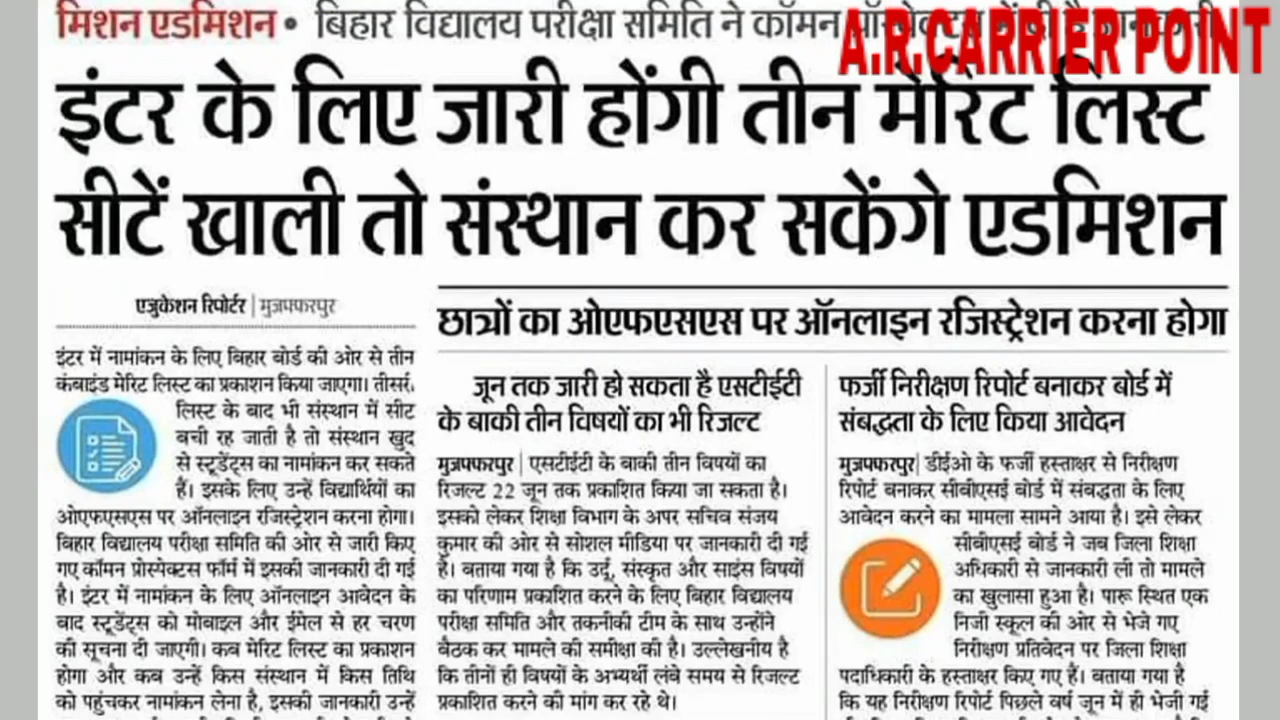 मिशन एडमिशन • बिहार विद्यालय परीक्षा समिति ने कॉमन
A.R.CARRIER POINT
इंटर के लिए जारी होंगी तीन मेरिट लिस्ट
सीटें खाली तो संस्थान कर सकेंगे एडमिशन
एजुकेशन रिपोर्टर | मुजफ्फरपुर
इंटर में नामांकन के लिए बिहार बोर्ड की ओर से तीन
कंबाइंड मेरिट लिस्ट का प्रकाशन किया जाएगा। तीसरी,
लिस्ट के बाद भी संस्थान में सीट
बची रह जाती है तो संस्थान खुद
से स्टूडेंट्स का नामांकन कर सकते
हैं। इसके लिए उन्हें विद्यार्थियों का
ओएफएसएस पर ऑनलाइन रजिस्ट्रेशन करना होगा।
बिहार विद्यालय परीक्षा समिति की ओर से जारी किए
गए कॉमन प्रोस्पेक्टस फॉर्म में इसकी जानकारी दी गई
है। इंटर में नामांकन के लिए ऑनलाइन आवेदन के
बाद स्टूडेंट्स को मोबाइल और ईमेल से हर चरण
की सूचना दी जाएगी। कब मेरिट लिस्ट का प्रकाशन
होगा और कब उन्हें किस संस्थान में किस तिथि
को पहुंचकर नामांकन लेना है, इसकी जानकारी उन्हें
छात्रों का ओएफएसएस पर ऑनलाइन रजिस्ट्रेशन करना होगा
जून तक जारी हो सकता है एसटीईटी
के बाकी तीन विषयों का भी रिजल्ट
मुजफ्फरपुर | एसटीईटी के बाकी तीन विषयों का
रिजल्ट 22 जून तक प्रकाशित किया जा सकता है।
इसको लेकर शिक्षा विभाग के अपर सचिव संजय
कुमार की ओर से सोशल मीडिया पर जानकारी दी गई
है। बताया गया है कि उर्दू, संस्कृत और साइंस विषयों
का परिणाम प्रकाशित करने के लिए बिहार विद्यालय
परीक्षा समिति और तकनीकी टीम के साथ उन्होंने
बैठक कर मामले की समीक्षा की है। उल्लेखनीय है
कि तीनों ही विषयों के अभ्यर्थी लंबे समय से रिजल्ट
प्रकाशित करने की मांग कर रहे थे।
फर्जी निरीक्षण रिपोर्ट बनाकर बोर्ड में
संबद्धता के लिए किया आवेदन
मुजफ्फरपुर| डीईओ के फर्जी हस्ताक्षर से निरीक्षण
रिपोर्ट बनाकर सीबीएसई बोर्ड में संबद्धता के लिए
आवेदन करने का मामला सामने आया है। इसे लेकर
सीबीएसई बोर्ड ने जब जिला शिक्षा
अधिकारी से जानकारी ली तो मामले
का खुलासा हुआ है। पारू स्थित एक
निजी स्कूल की ओर से भेजे गए
निरीक्षण प्रतिवेदन पर जिला शिक्षा
पदाधिकारी के हस्ताक्षर किए गए हैं। बताया गया है
कि यह निरीक्षण रिपोर्ट पिछले वर्ष जून में ही भेजी गई